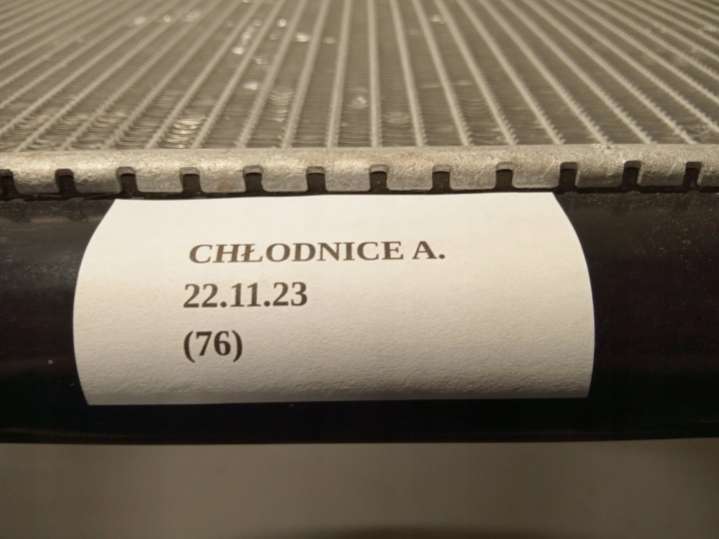 CHŁODNICE A.
22.11.23
(76)